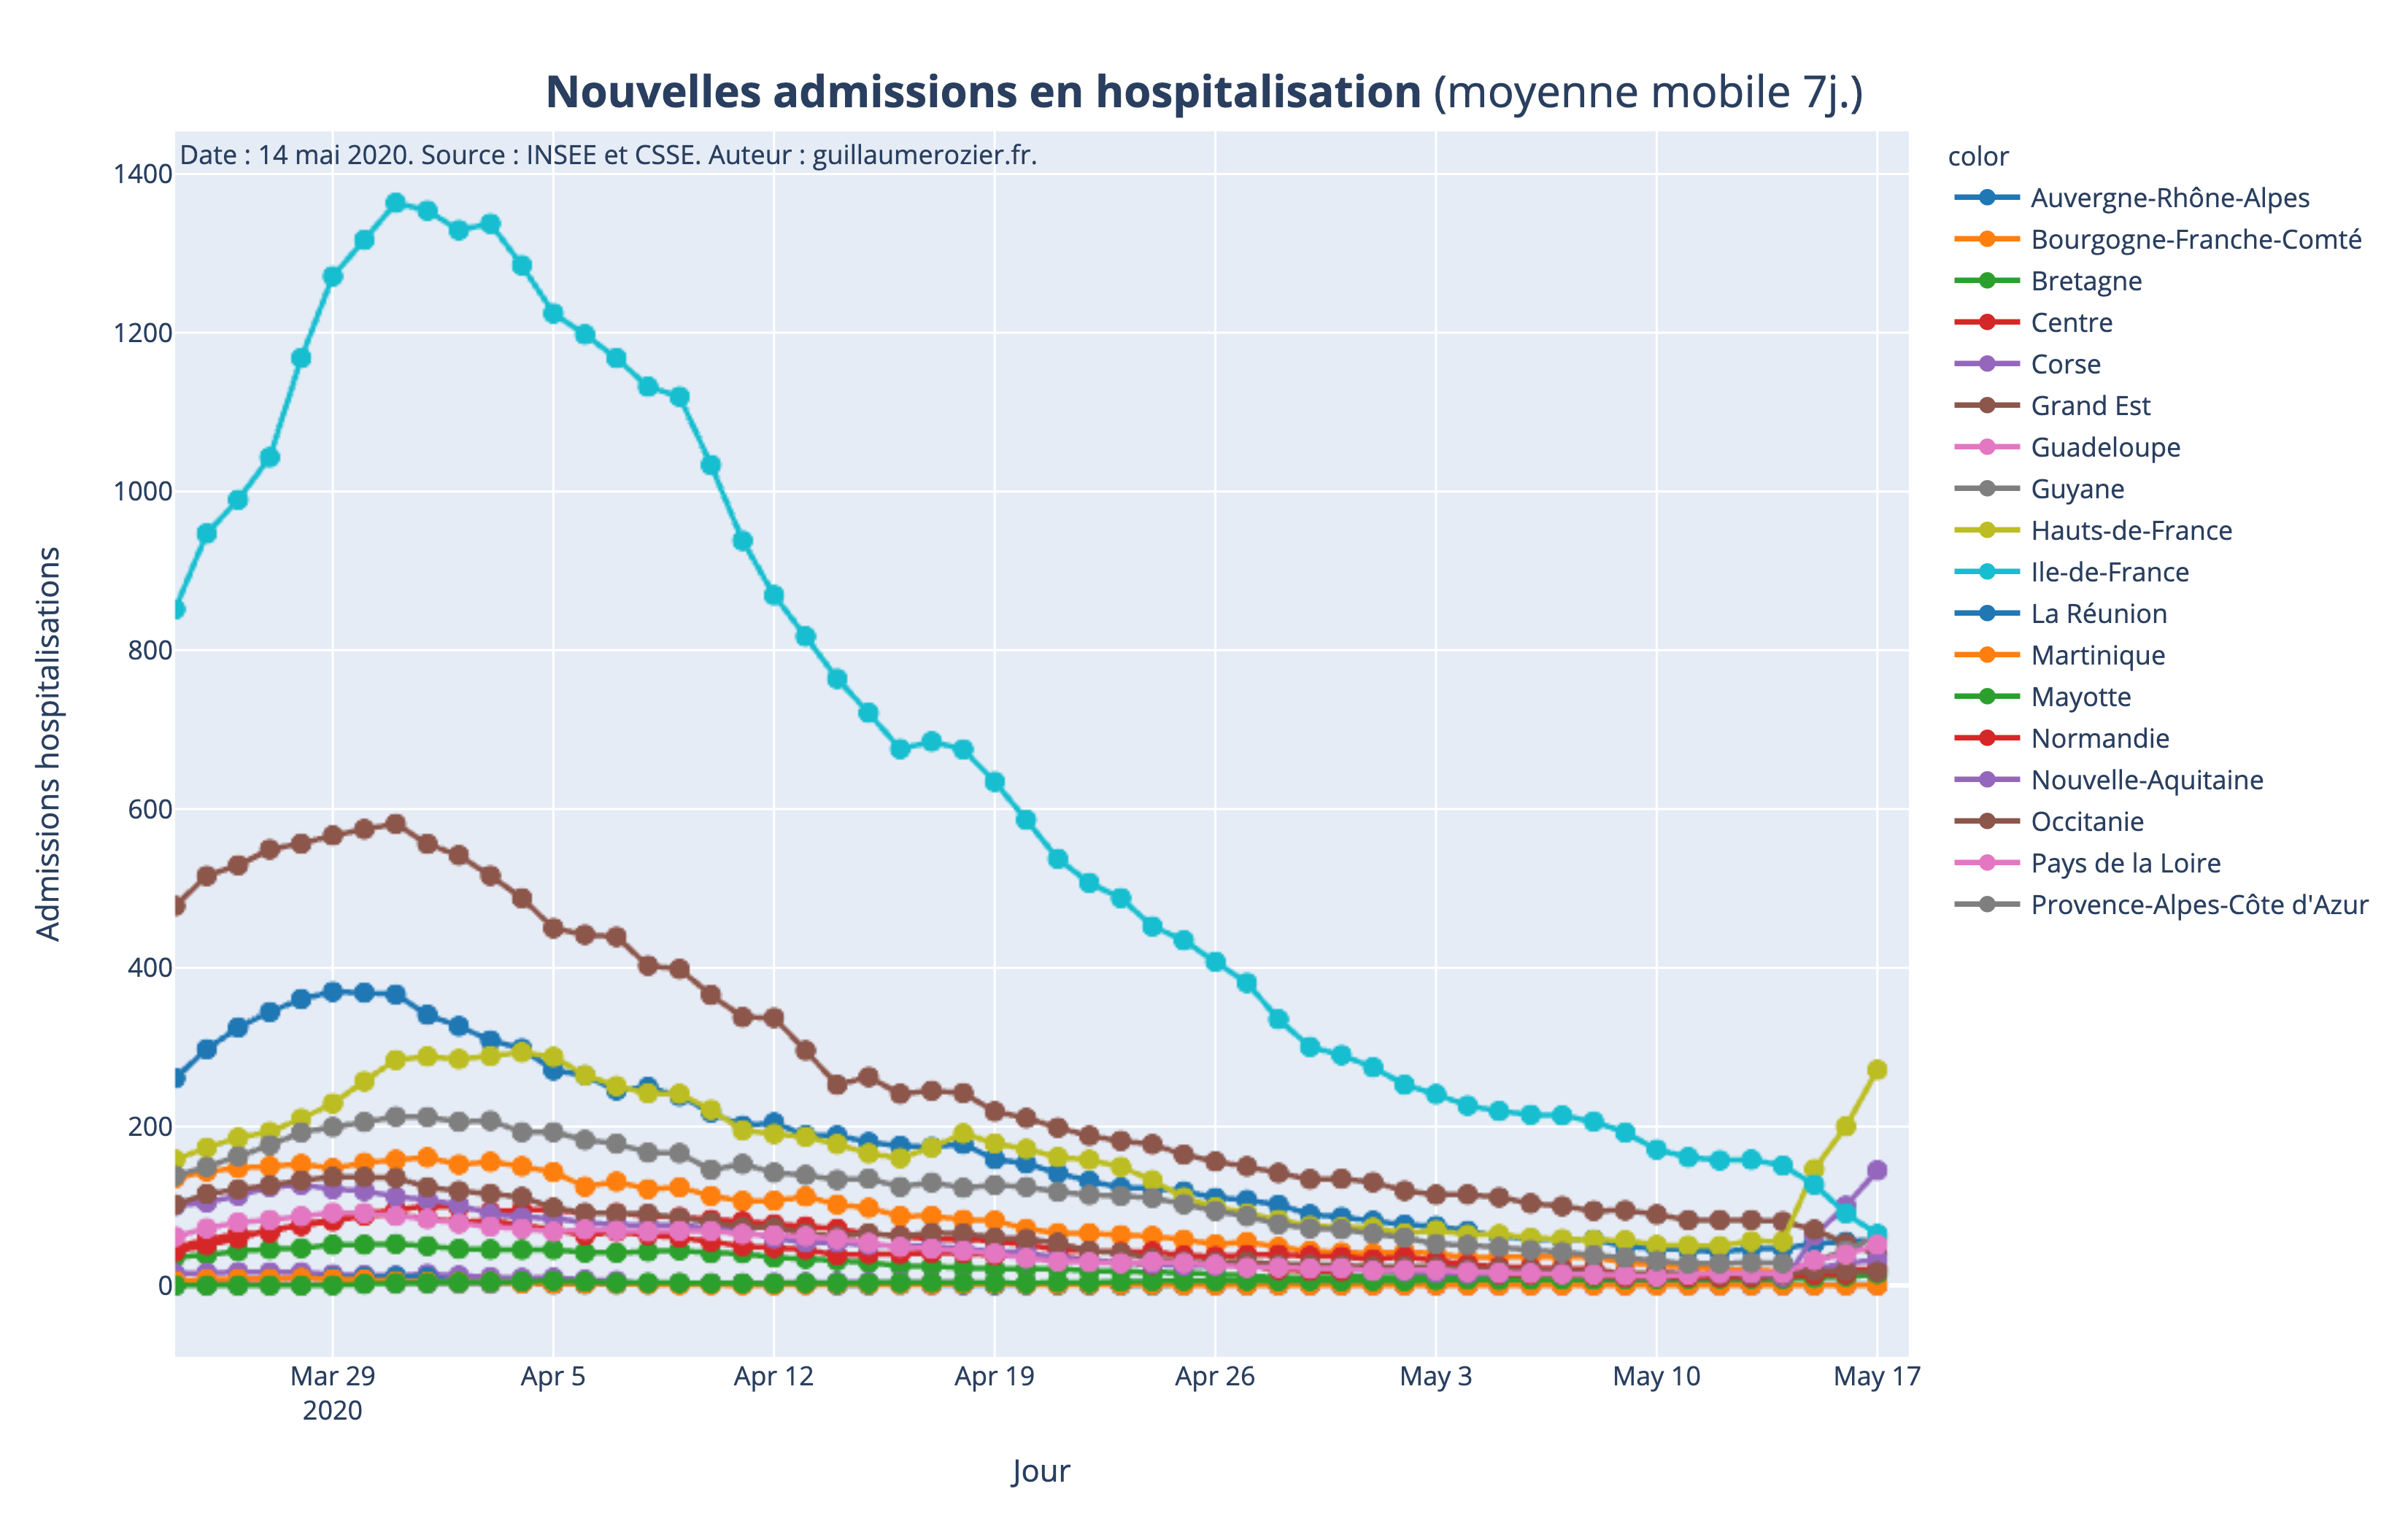 Nouvelles admissions en hospitalisation (moyenne mobile 7j.)
Date : 14 mai 2020. Source : INSEE et CSSE. Auteur : guillaumerozier.fr.
1400
1200
1000
800
600
400
200
0
Admissions hospitalisations
Mar 29
2020
Apr 5
Apr 12
Apr 19
Apr 26
May 3
May 10
May 17
Jour
color
Auvergne-Rhône-Alpes
Bourgogne-Franche-Comté
Bretagne
Centre
Corse
Grand Est
Guadeloupe
Guyane
Hauts-de-France
Ile-de-France
La Réunion
Martinique
Mayotte
Normandie
Nouvelle-Aquitaine
Occitanie
Pays de la Loire
Provence-Alpes-Côte d'Azur